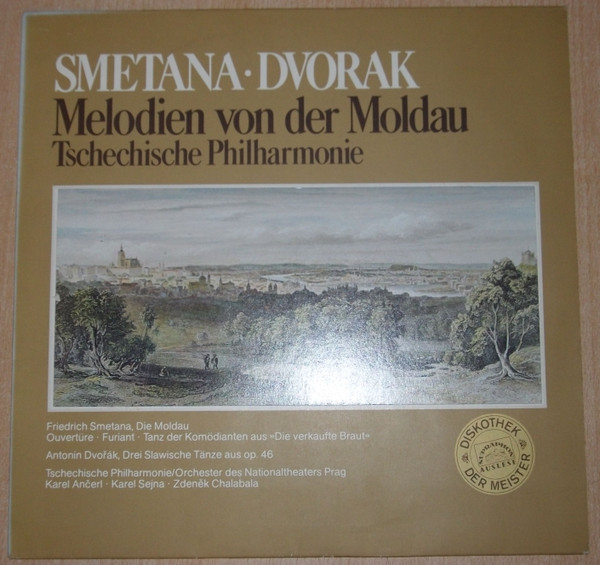 SMETANA · DVORAK
Melodien von der Moldau
Tschechische Philharmonie
Friedrich Smetana, Die Moldau
Ouvertüre · Furiant · Tanz der Komödianten aus »Die verkaufte Braut«
Antonin Dvořák, Drei Slawische Tänze aus op. 46
Tschechische Philharmonie/Orchester des Nationaltheaters Prag
Karel Ančerl · Karel Sejna · Zdeněk Chalabala
DISKOTHEK
SUPRAPHON
AUSLESE
DER MEISTER